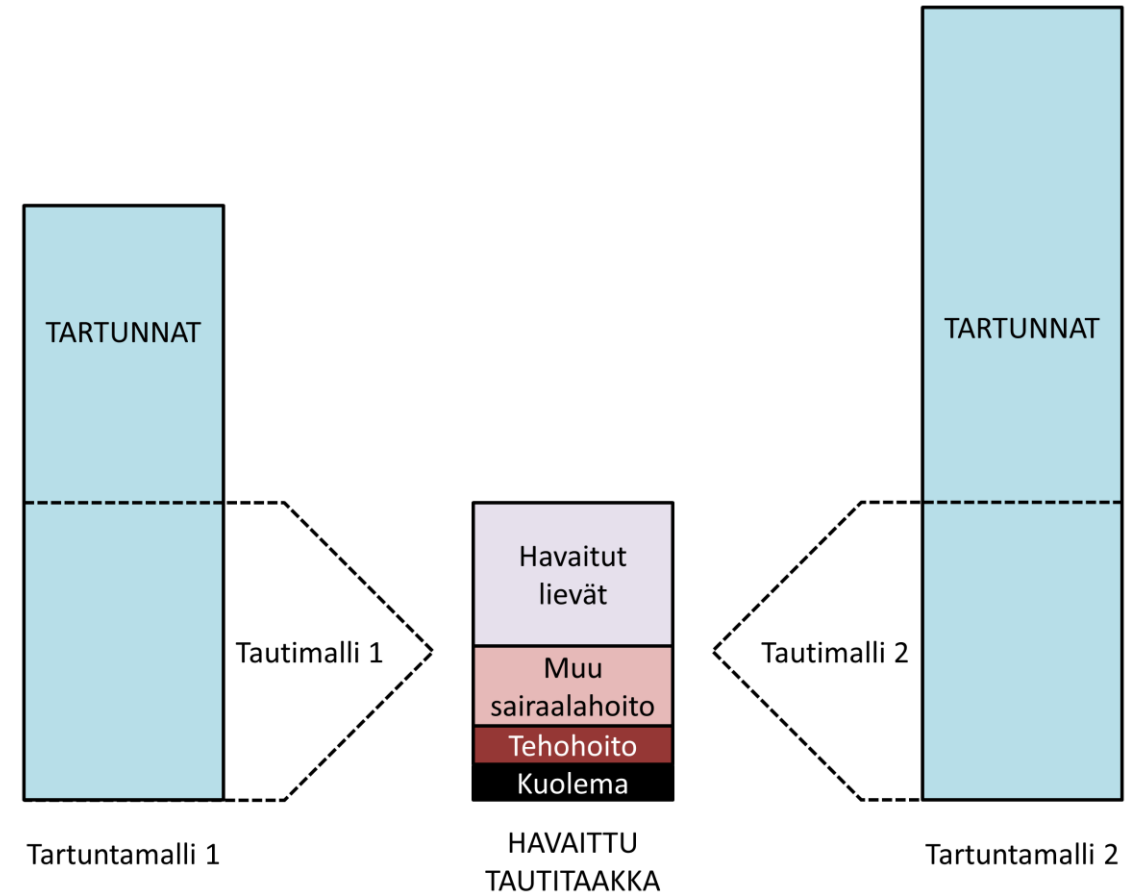 TARTUNNAT
TARTUNNAT
Havaitut
lievät
Tautimalli 1
Tautimalli 2
Muu
sairaalahoito
Tehohoito
Kuolema
Tartuntamalli 1
HAVAITTU
TAUTITAAKKA
Tartuntamalli 2